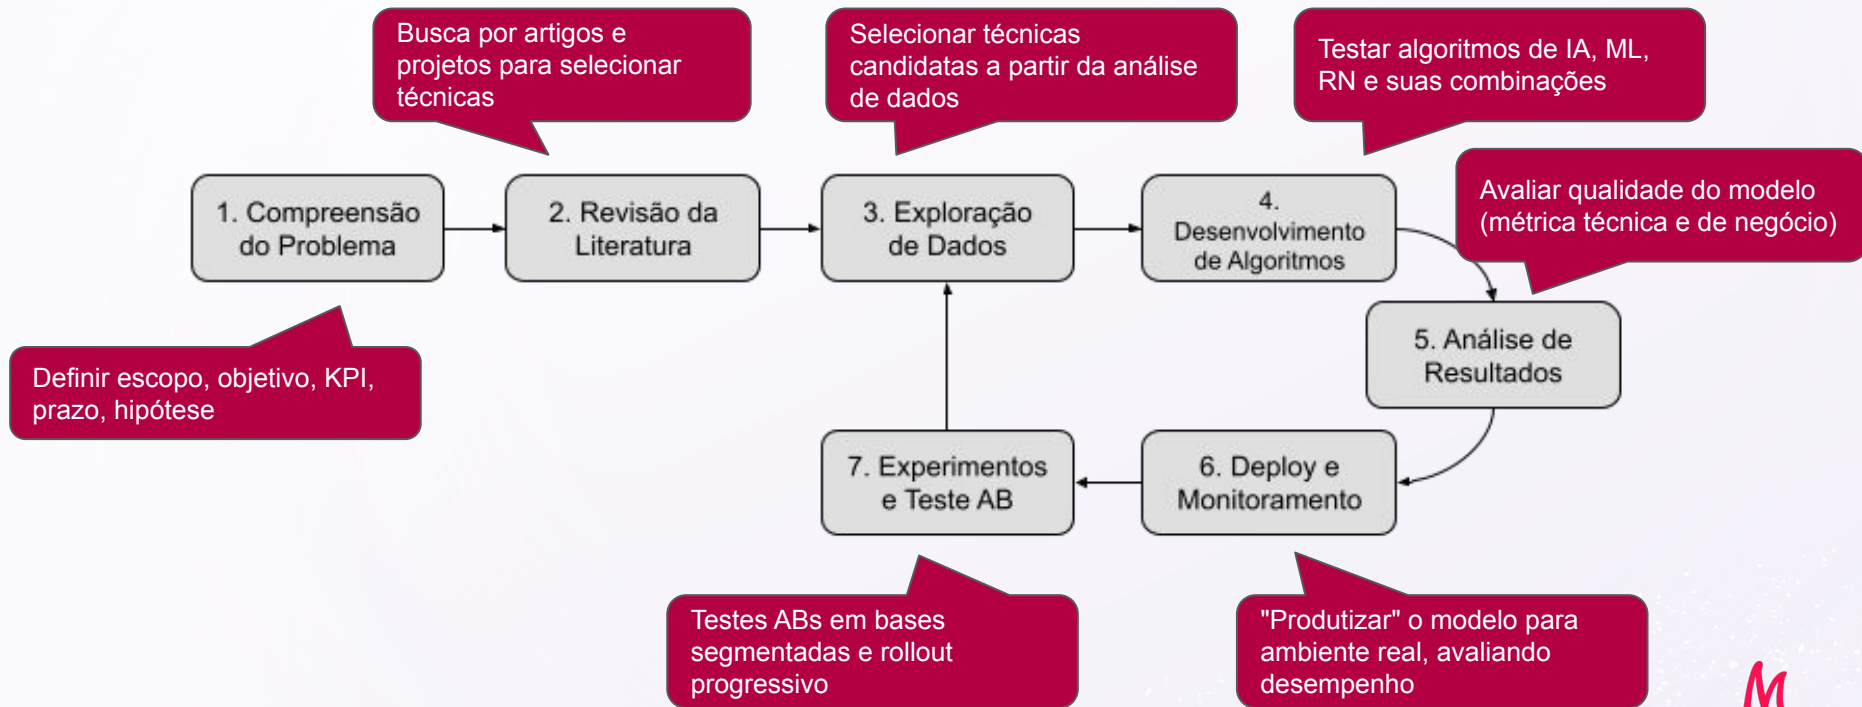 Busca por artigos e
projetos para selecionar
técnicas
Selecionar técnicas
candidatas a partir da análise
de dados
Testar algoritmos de IA, ML,
RN e suas combinações
1. Compreensão
do Problema
2. Revisão da
Literatura
3. Exploração
de Dados
4.
Desenvolvimento
de Algoritmos
Avaliar qualidade do modelo
(métrica técnica e de negócio)
5. Análise de
Resultados
Definir escopo, objetivo, KPI,
prazo, hipótese
7. Experimentos
e Teste AB
6. Deploy e
Monitoramento
Testes ABs em bases
segmentadas e rollout
progressivo
"Produtizar" o modelo para
ambiente real, avaliando
desempenho
M